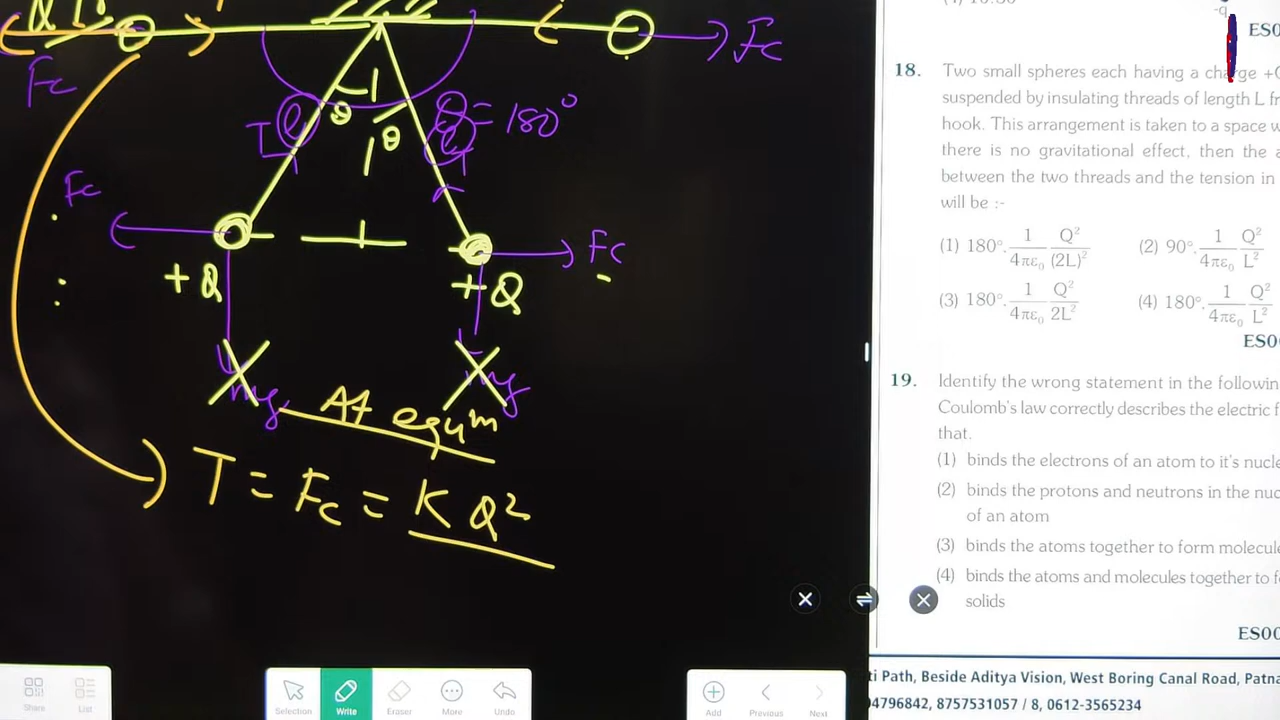 Fc
Fc
θ
θ
T
l
l
T
θ = 180°
Fc
Fc
+Q
+Q
mg
mg
At equm
T = Fc = KQ²
-q
18. Two small spheres each having a charge +
suspended by insulating threads of length L
hook. This arrangement is taken to a space
there is no gravitational effect, then the
between the two threads and the tension in
will be :-
(1) 180°. 1/4πε₀ Q²/(2L)²
(2) 90°. 1/4πε₀ Q²/L²
(3) 180°. 1/4πε₀ Q²/2L²
(4) 180°. 1/4πε₀ Q²/L²
19. Identify the wrong statement in the
Coulomb's law correctly describes the electric
that.
(1) binds the electrons of an atom to it's
(2) binds the protons and neutrons in the
of an atom
(3) binds the atoms together to form
(4) binds the atoms and molecules together to
solids
Path, Beside Aditya Vision, West Boring Canal Road,
04796842, 8757531057 / 8, 0612-3565234
Share
List
Selection
Write
Eraser
More
Undo
Add
Previous
Next